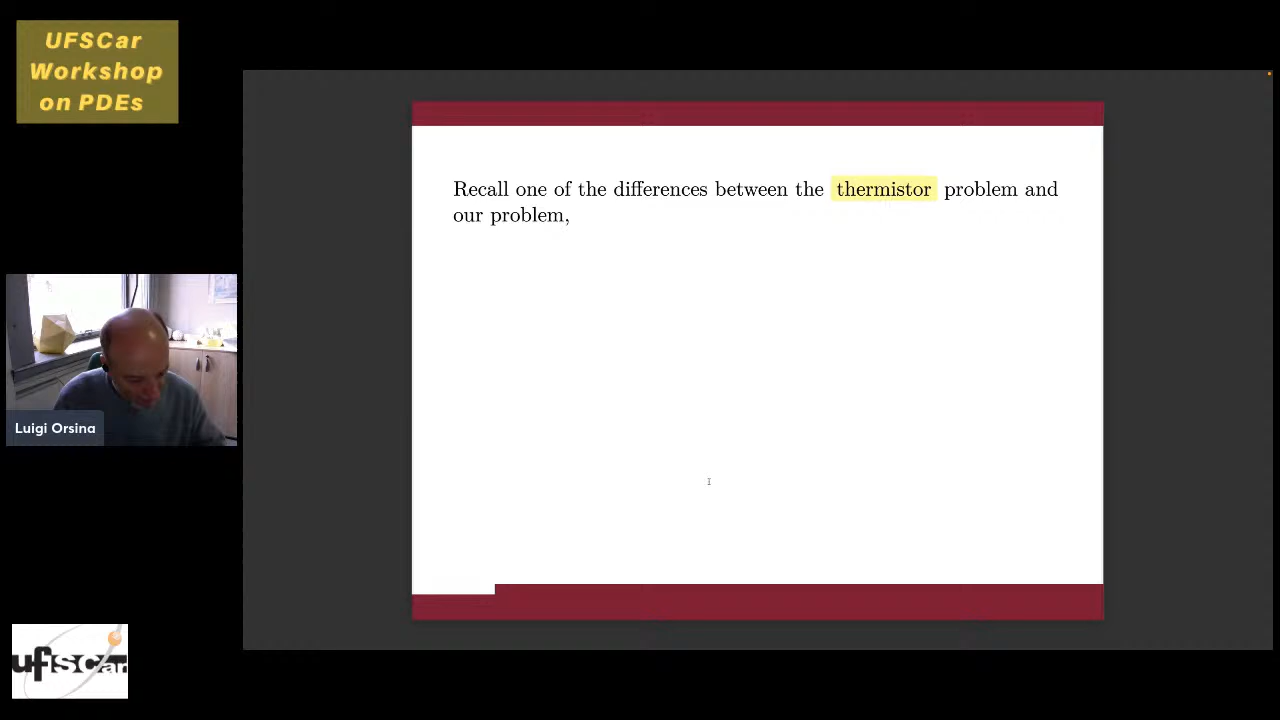 UFSCar
Workshop
on PDEs
Recall one of the differences between the thermistor problem and
our problem,
Luigi Orsina
ufscar